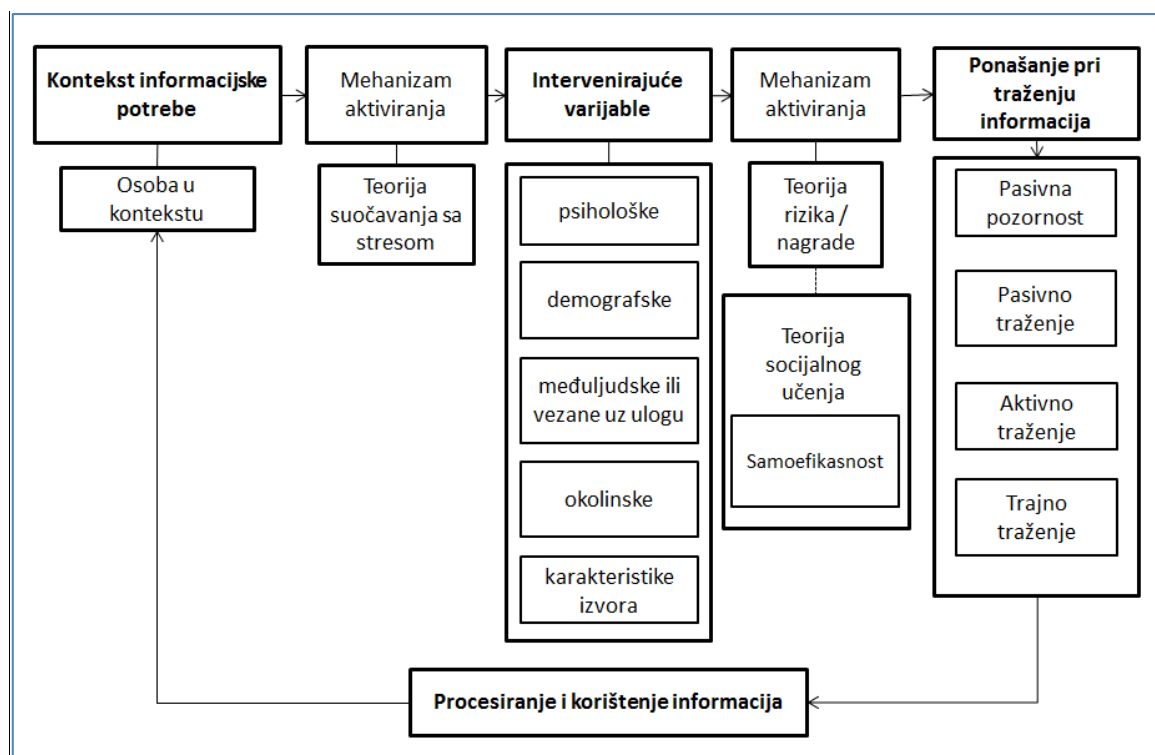 Kontekst informacijske
potrebe
Osoba u
kontekstu
Mehanizam
aktiviranja
Teorija
suočavanja sa
stresom
Intervenirajuće
varijable
psihološke
demografske
međuljudske ili
vezane uz ulogu
okolinske
karakteristike
izvora
Mehanizam
aktiviranja
Teorija
rizika /
nagrade
Teorija
socijalnog
učenja
Samoefikasnost
Ponašanje pri
traženju
informacija
Pasivna
pozornost
Pasivno
traženje
Aktivno
traženje
Trajno
traženje
Procesiranje i korištenje informacija